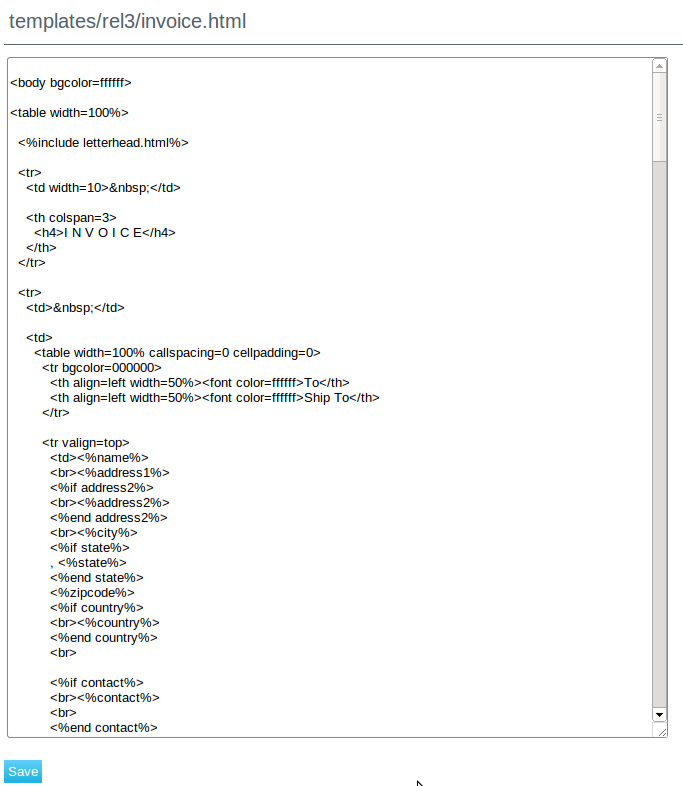 templates/rel3/invoice.html
<body bgcolor=ffffff>
<table width=100%>
<%include letterhead.html%>
<tr>
<td width=10>&nbsp;</td>
<th colspan=3>
<h4>I N V O I C E</h4>
</th>
</tr>
<tr>
<td>&nbsp;</td>
<td>
<table width=100% callspacing=0 cellpadding=0>
<tr bgcolor=000000>
<th align=left width=50%><font color=ffffff>To</th>
<th align=left width=50%><font color=ffffff>Ship To</th>
</tr>
<tr valign=top>
<td><%name%>
<br><%address1%>
<%if address2%>
<br><%address2%>
<%end address2%>
<br><%city%>
<%if state%>
, <%state%>
<%end state%>
<%zipcode%>
<%if country%>
<br><%country%>
<%end country%>
<br>
<%if contact%>
<br><%contact%>
<br>
<%end contact%>
Save